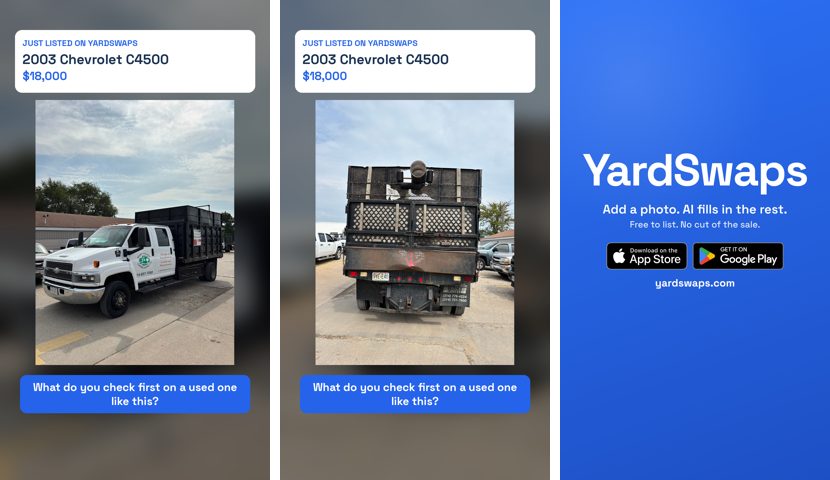 JUST LISTED ON YARDSWAPS
2003 Chevrolet C4500
$18,000
What do you check first on a used one
like this?
JUST LISTED ON YARDSWAPS
2003 Chevrolet C4500
$18,000
What do you check first on a used one
like this?
YardSwaps
Add a photo. AI fills in the rest.
Free to list. No cut of the sale.
Download on the
App Store
GET IT ON
Google Play
yardswaps.com